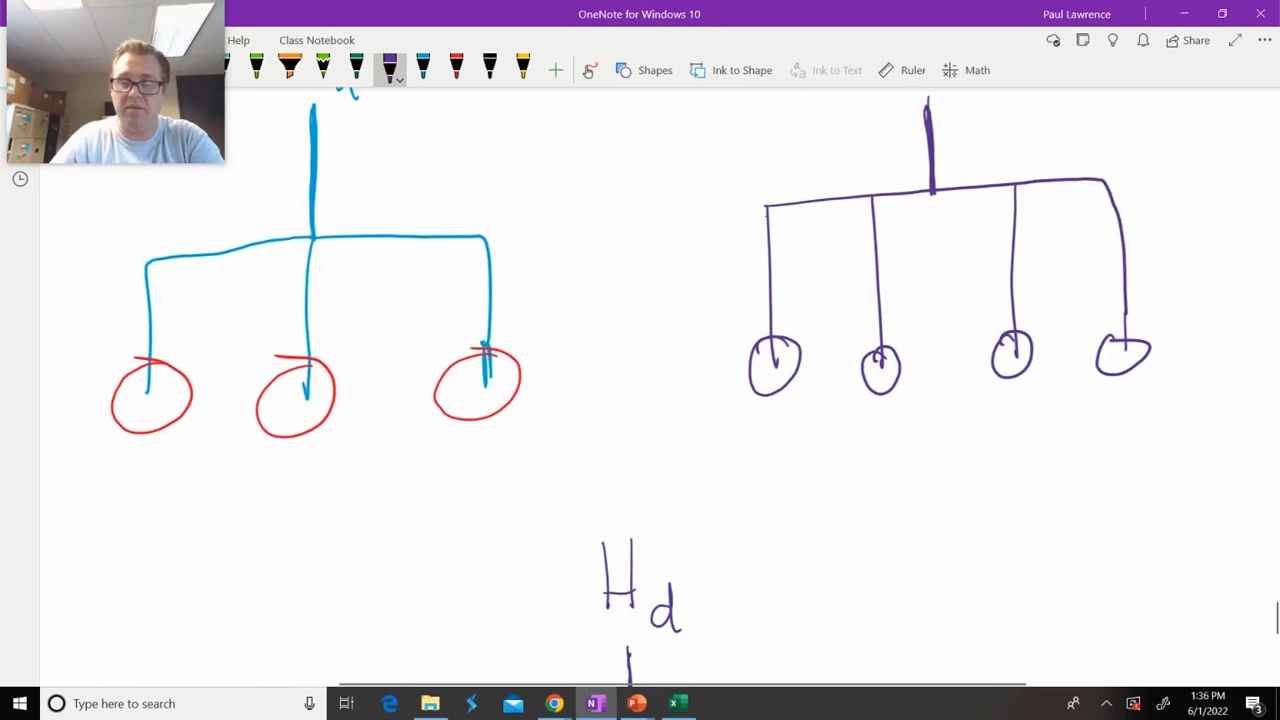 OneNote for Windows 10
Paul Lawrence
Help
Class Notebook
Shapes
Ink to Shape
Ink to Text
Ruler
Math
Share
H
d
Type here to search
1:36 PM
6/1/2022
3